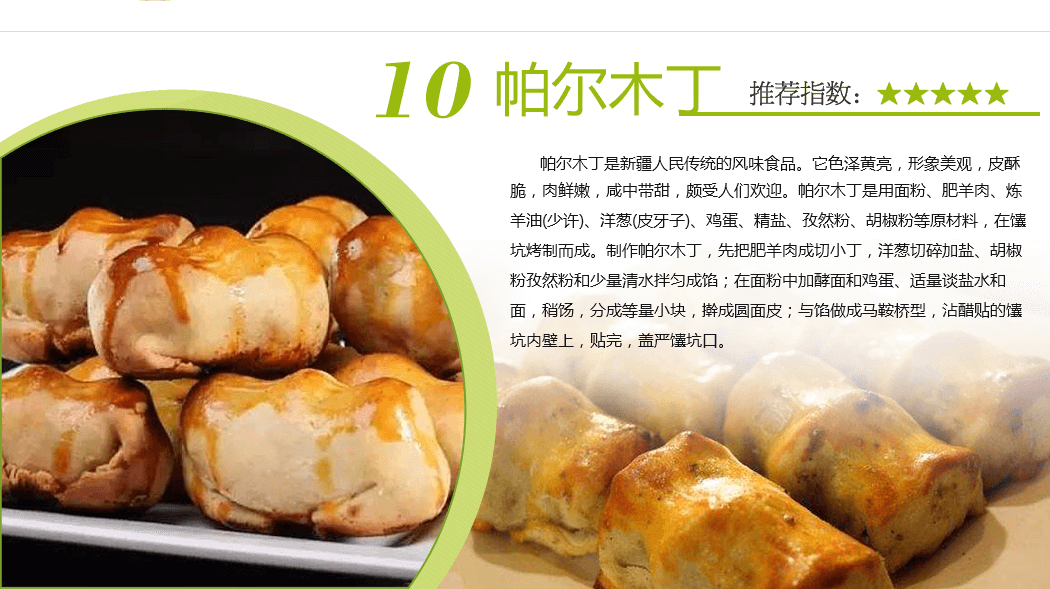 10 帕尔木丁 推荐指数：★★★★★
帕尔木丁是新疆人民传统的风味食品。它色泽黄亮，形象美观，皮酥
脆，肉鲜嫩，咸中带甜，颇受人们欢迎。帕尔木丁是用面粉、肥羊肉、炼
羊油(少许)、洋葱(皮牙子)、鸡蛋、精盐、孜然粉、胡椒粉等原材料，在馕
坑烤制而成。制作帕尔木丁，先把肥羊肉成切小丁，洋葱切碎加盐、胡椒
粉孜然粉和少量清水拌匀成馅；在面粉中加酵面和鸡蛋、适量谈盐水和
面，稍饧，分成等量小块，擀成圆面皮；与馅做成马鞍桥型，沾醋贴的馕
坑内壁上，贴完，盖严馕坑口。